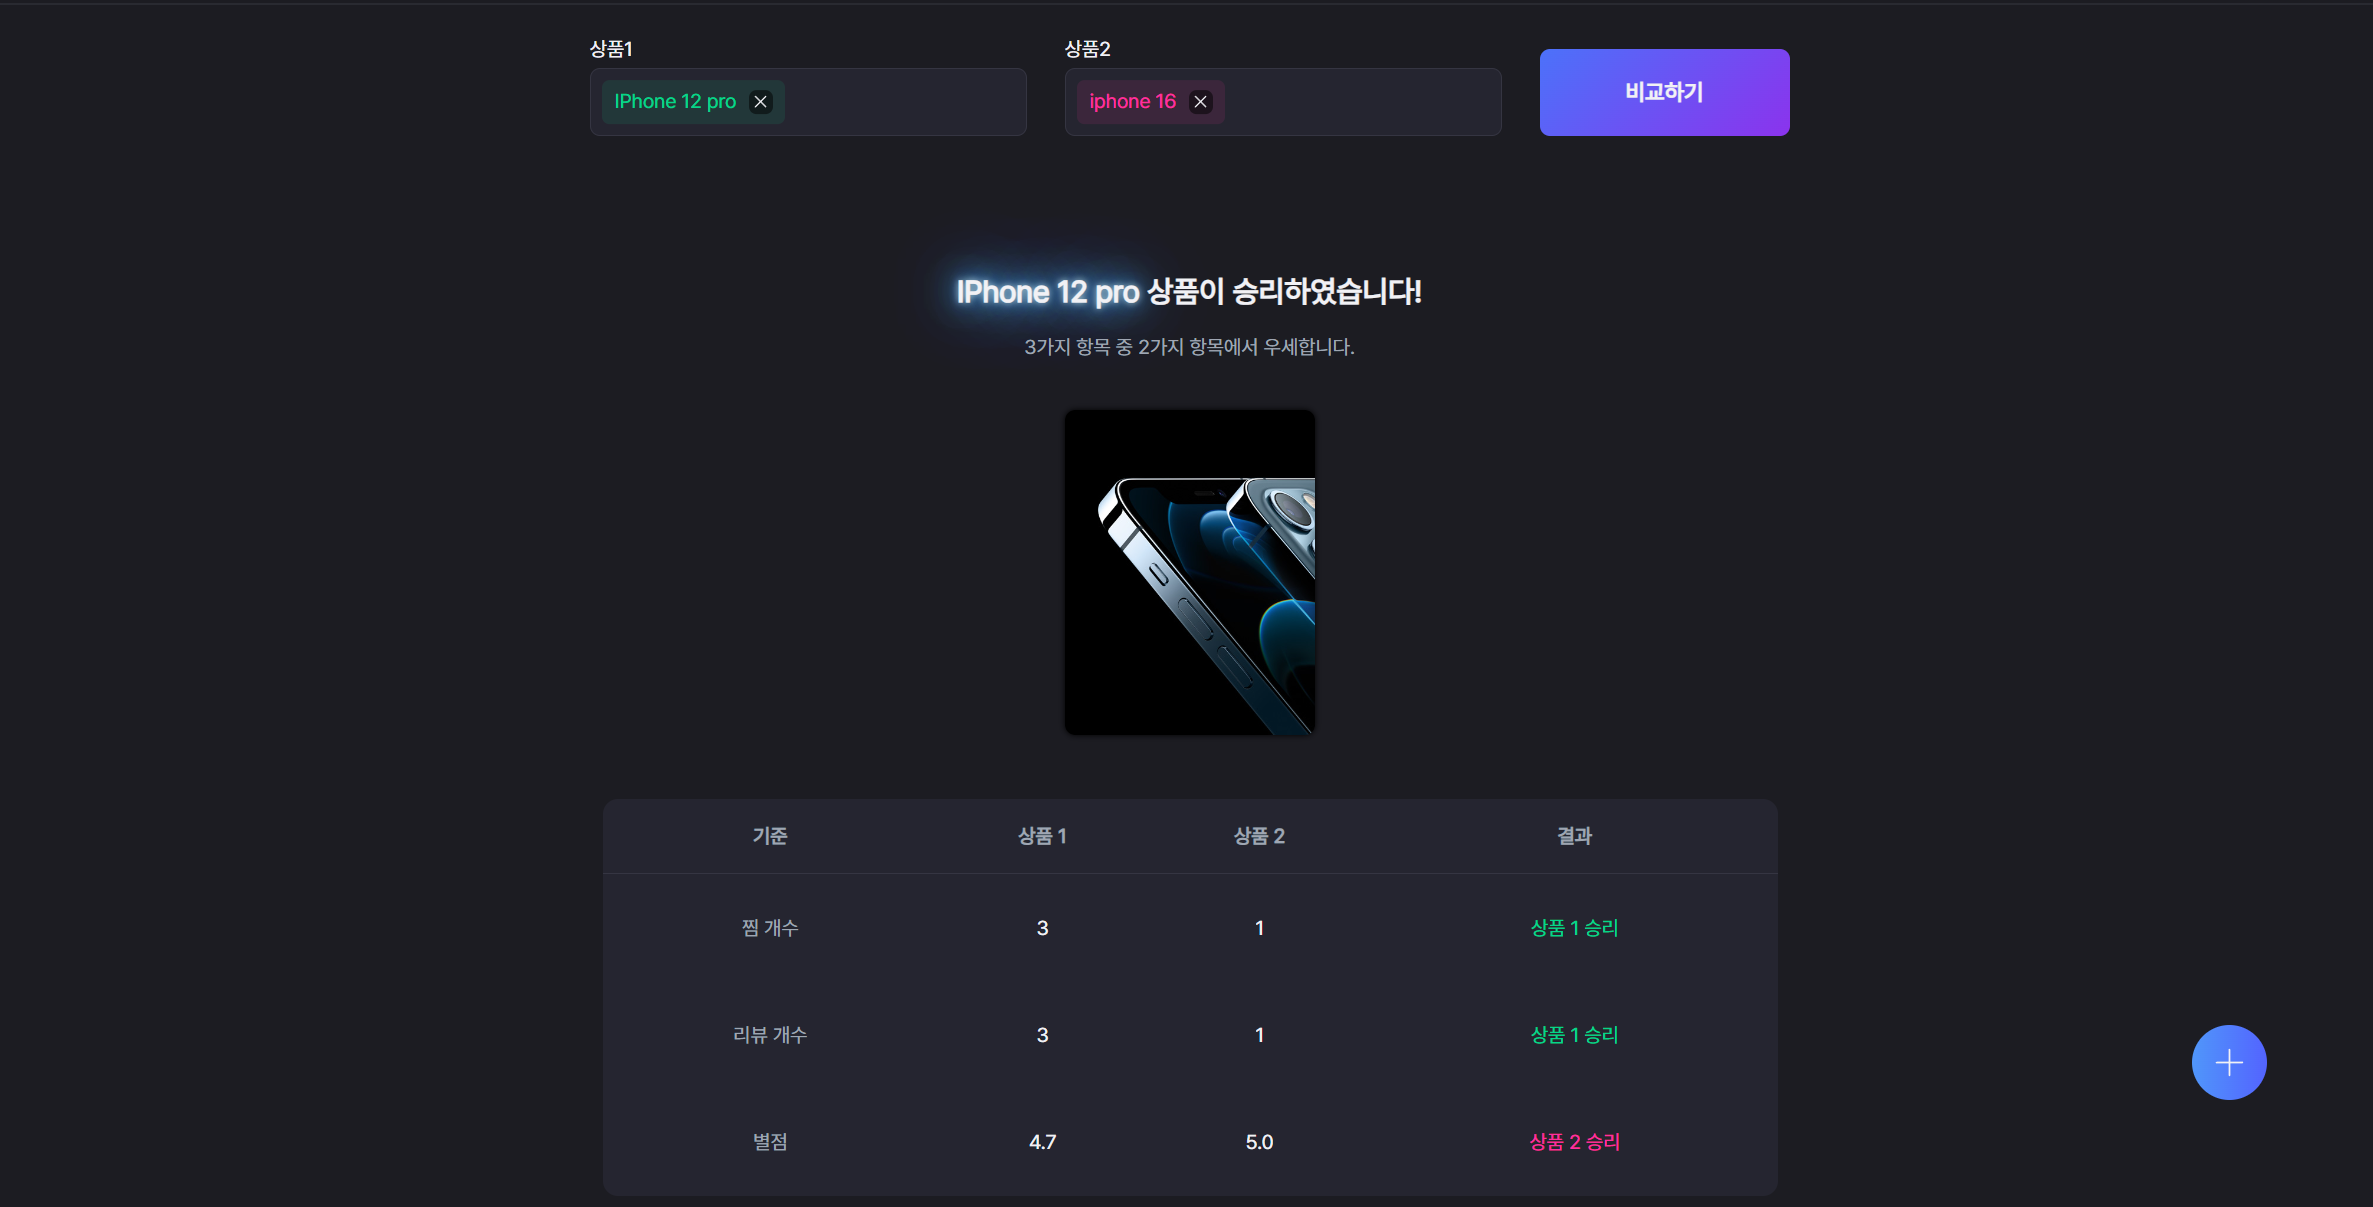 상품1
상품2
IPhone 12 pro
iphone 16
비교하기
IPhone 12 pro 상품이 승리하였습니다!
3가지 항목 중 2가지 항목에서 우세합니다.
기준 상품 1 상품 2 결과
찜 개수 3 1 상품 1 승리
리뷰 개수 3 1 상품 1 승리
별점 4.7 5.0 상품 2 승리